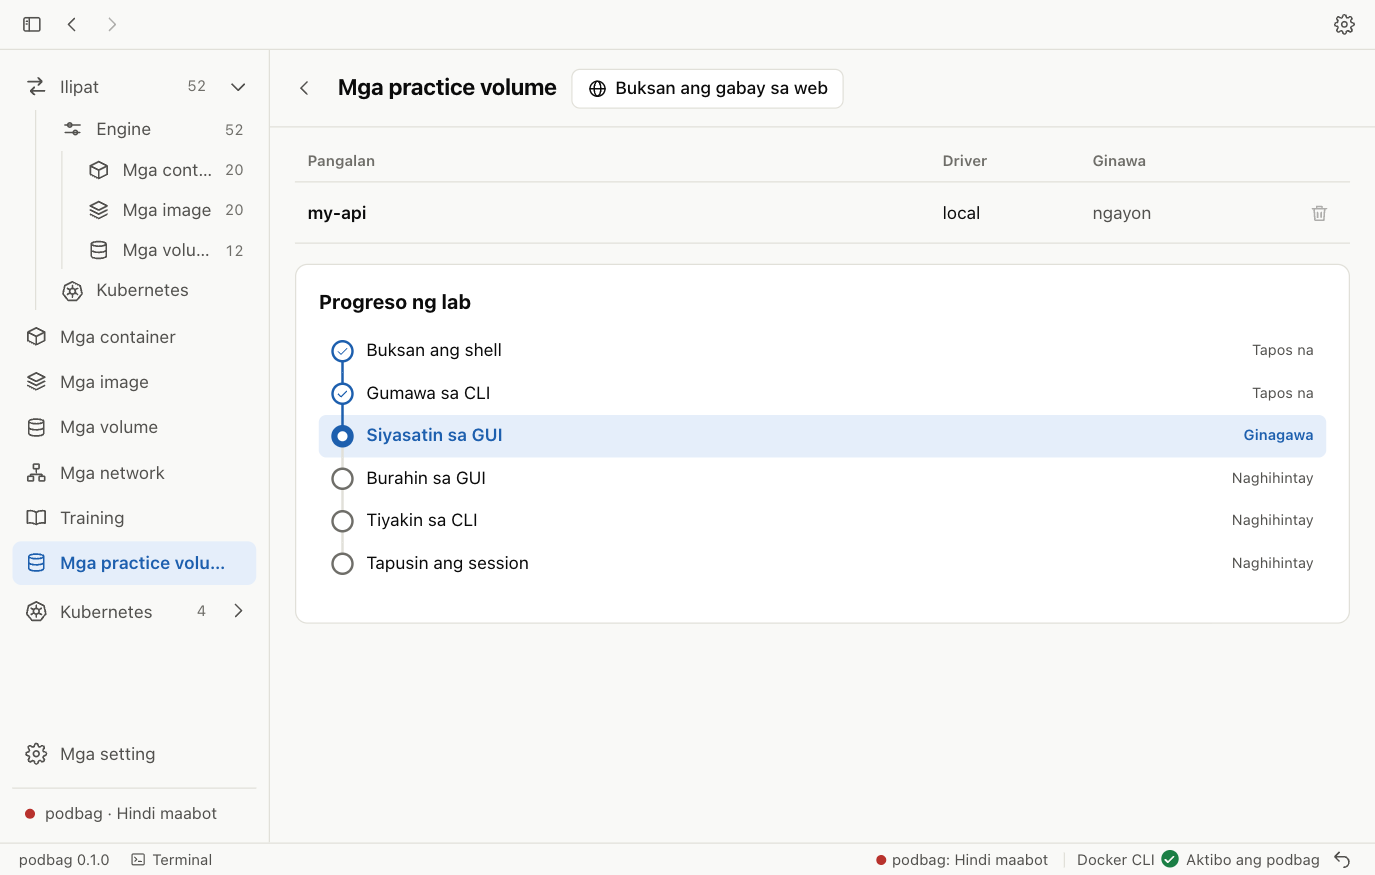 Ilipat 52
Engine 52
Mga cont... 20
Mga image 20
Mga volu... 12
Kubernetes
Mga container
Mga image
Mga volume
Mga network
Training
Mga practice volu...
Kubernetes 4
Mga setting
podbag · Hindi maabot
Mga practice volume
Buksan ang gabay sa web
Pangalan Driver Ginawa
my-api local ngayon
Progreso ng lab
Buksan ang shell Tapos na
Gumawa sa CLI Tapos na
Siyasatin sa GUI Ginagawa
Burahin sa GUI Naghihintay
Tiyakin sa CLI Naghihintay
Tapusin ang session Naghihintay
podbag 0.1.0 Terminal podbag: Hindi maabot Docker CLI Aktibo ang podbag